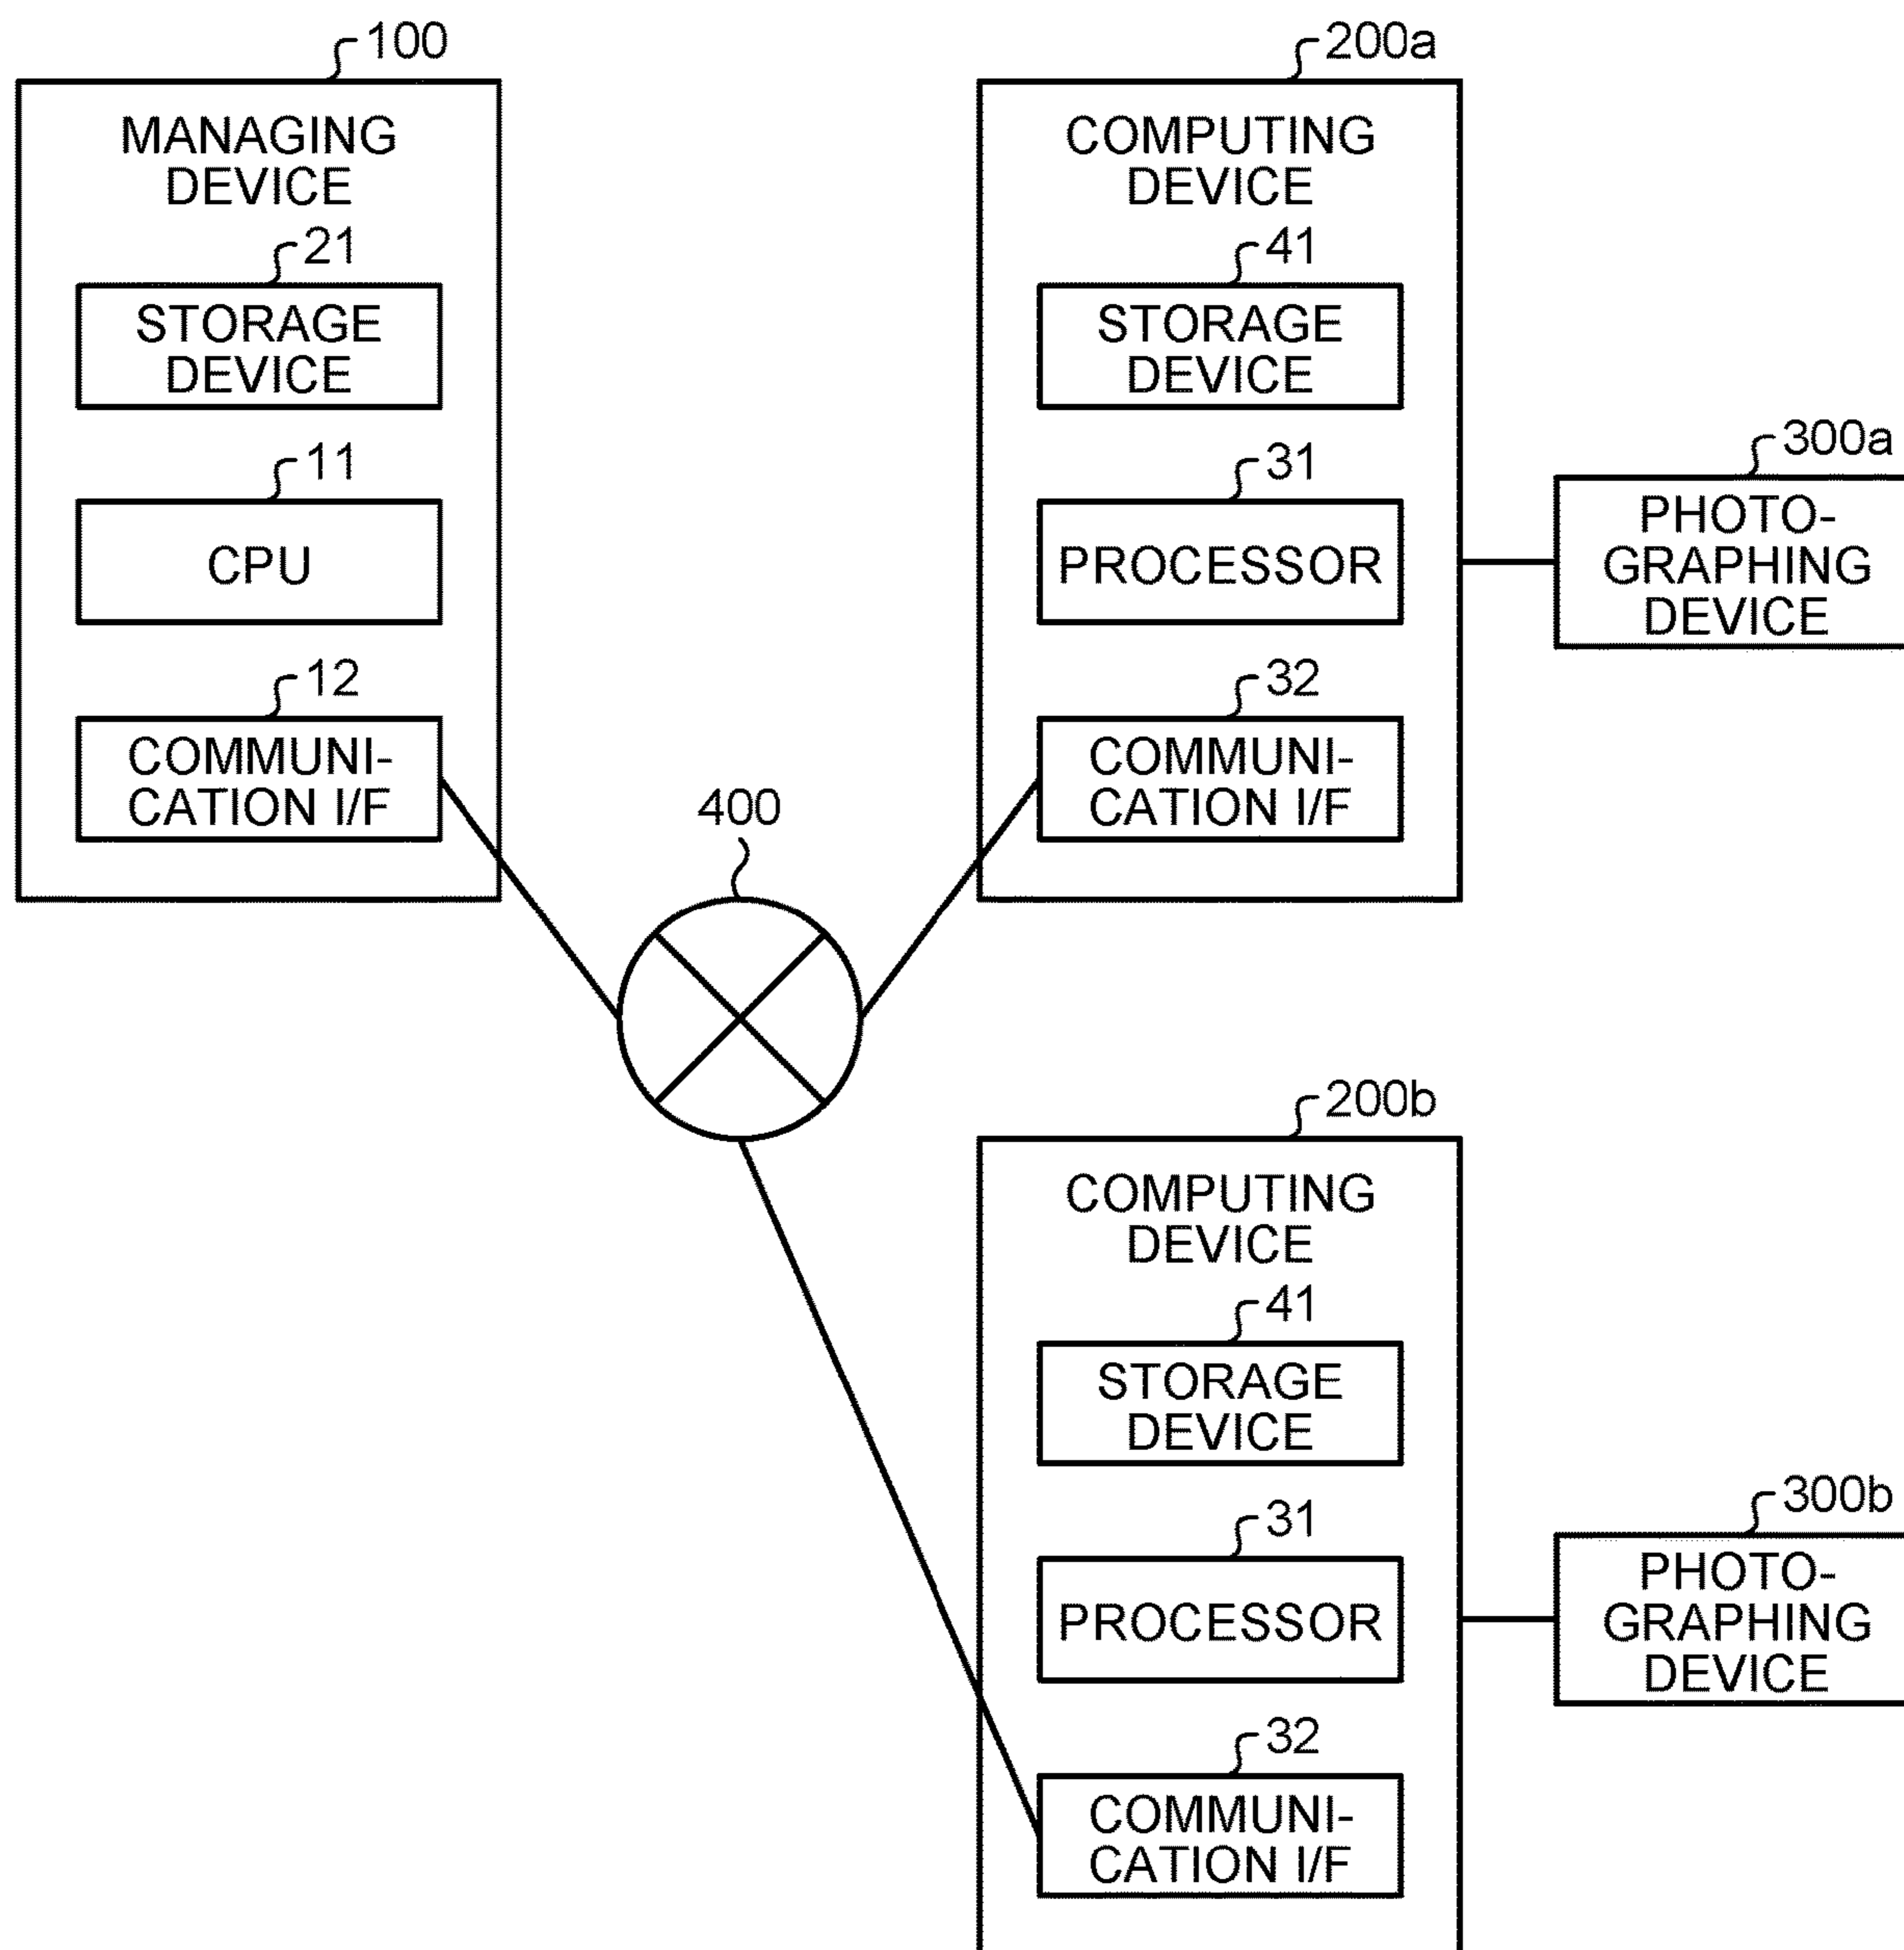 100
MANAGING
DEVICE
21
STORAGE
DEVICE
11
CPU
12
COMMUNI-
CATION I/F
200a
COMPUTING
DEVICE
41
STORAGE
DEVICE
31
PROCESSOR
32
COMMUNI-
CATION I/F
300a
PHOTO-
GRAPHING
DEVICE
400
200b
COMPUTING
DEVICE
41
STORAGE
DEVICE
31
PROCESSOR
32
COMMUNI-
CATION I/F
300b
PHOTO-
GRAPHING
DEVICE